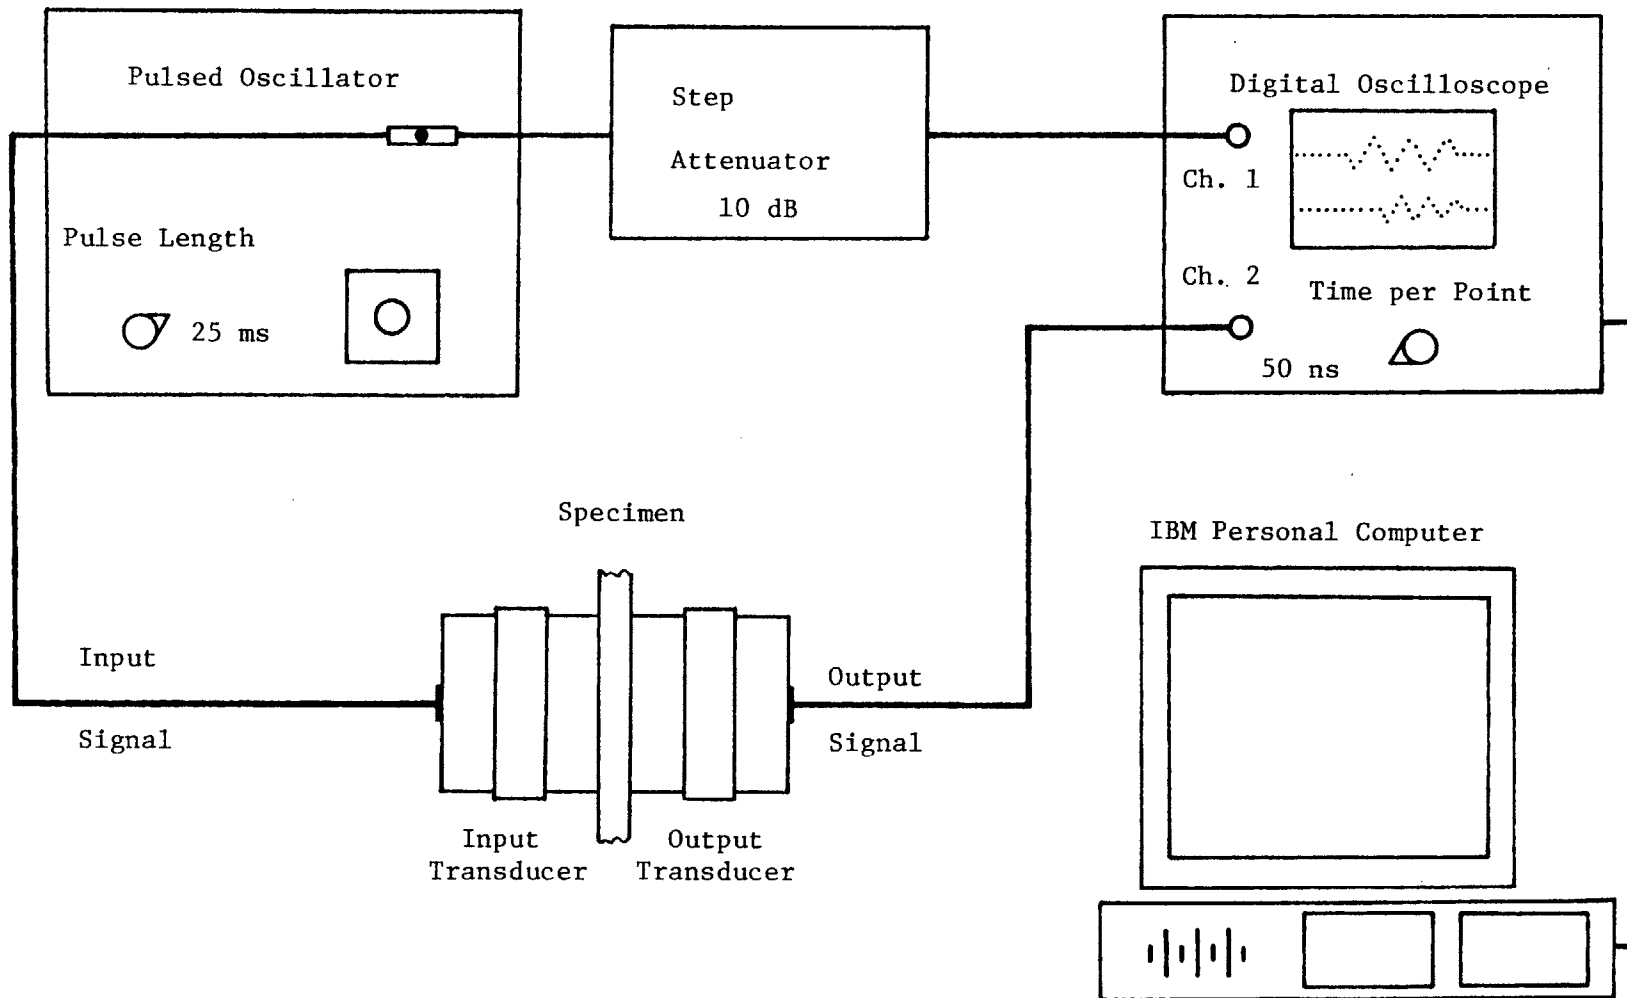 Pulsed Oscillator
Pulse Length
25 ms
Step
Attenuator
10 dB
Digital Oscilloscope
Ch. 1
Ch. 2
Time per Point
50 ns
Specimen
Input
Signal
Input
Transducer
Output
Transducer
Output
Signal
IBM Personal Computer